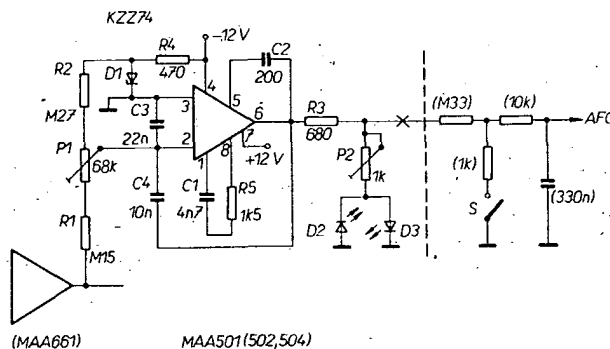 KZZ74
-12 V
R4
470
C2
200
D1
R2
M27
C3
22n
4
5
3
6
7
2
1
8
+12 V
R3
680
P1
68k
C4
10n
C1
4n7
R5
1k5
P2
1k
D2
D3
(M33)
(10k)
AFC
(1k)
S
(330n)
R1
M15
(MAA661)
MAA501(502,504)